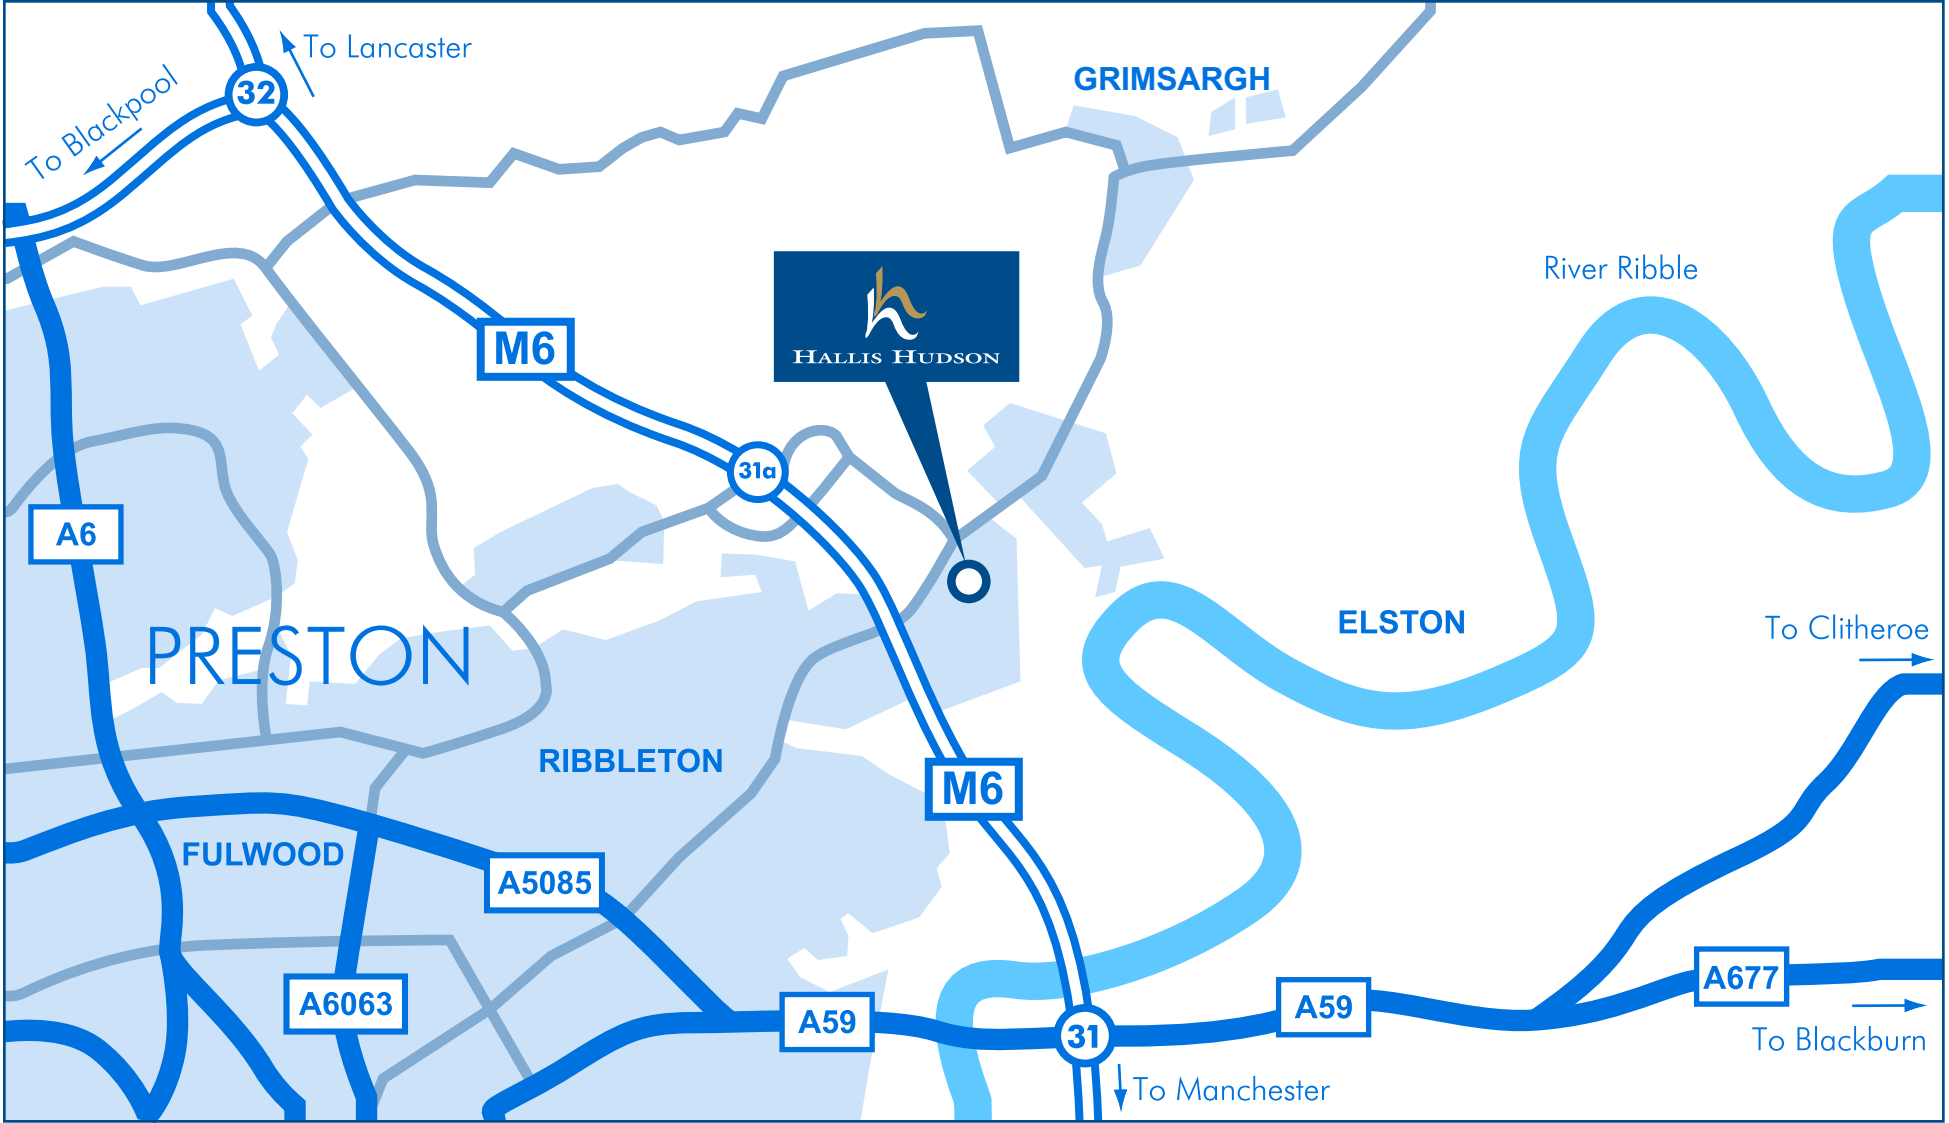 To Lancaster
32
To Blackpool
GRIMSARGH
River Ribble
M6
HALLIS HUDSON
31a
A6
ELSTON
To Clitheroe
PRESTON
RIBBLETON
M6
FULWOOD
A5085
A677
A6063
A59
A59
31
To Blackburn
To Manchester